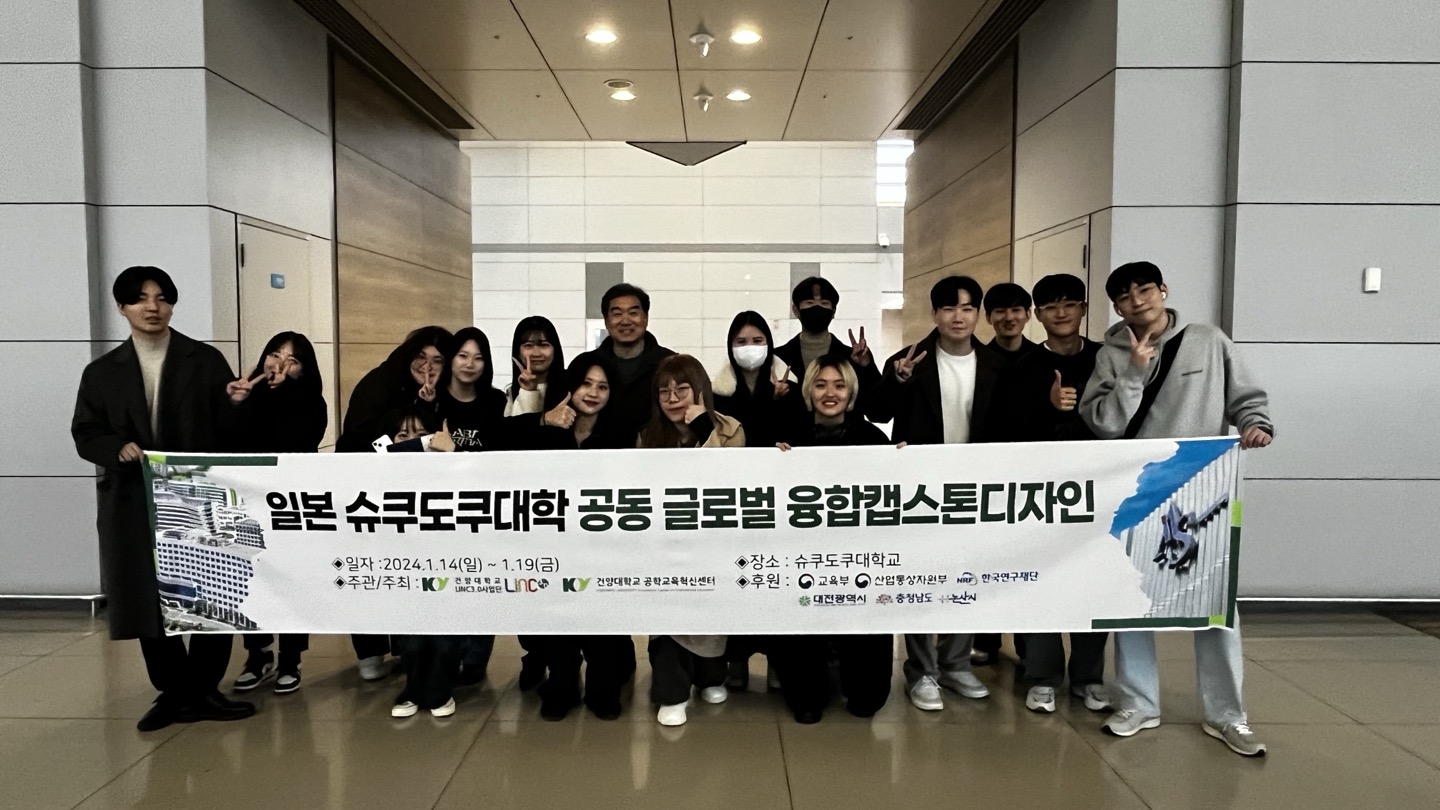 일본 슈쿠도쿠대학 공동 글로벌 융합캡스톤디자인
◈일자 :2024.1.14(일) ~ 1.19(금)
◈주관/주최 : KY 건양대학교 LINC3.0사업단 LINC KY 건양대학교 공학교육혁신센터
◈장소 : 슈쿠도쿠대학교
◈후원 : 교육부 산업통상자원부 NRF 한국연구재단
대전광역시 충청남도 논산시